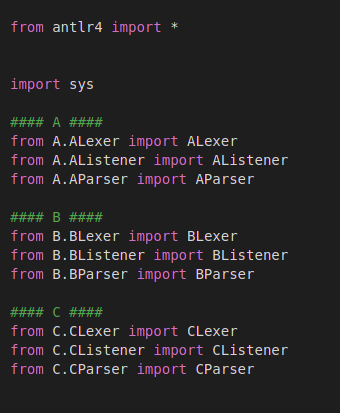 from antlr4 import *
import sys
#### A ####
from A.ALexer import ALexer
from A.AListener import AListener
from A.AParser import AParser
#### B ####
from B.BLexer import BLexer
from B.BListener import BListener
from B.BParser import BParser
#### C ####
from C.CLexer import CLexer
from C.CListener import CListener
from C.CParser import CParser